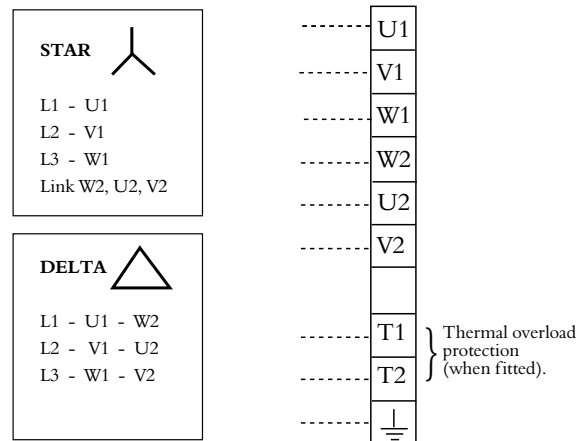 STAR
L1 - U1
L2 - V1
L3 - W1
Link W2, U2, V2
DELTA
L1 - U1 - W2
L2 - V1 - U2
L3 - W1 - V2
U1
V1
W1
W2
U2
V2
T1
T2
Thermal overload
protection
(when fitted).